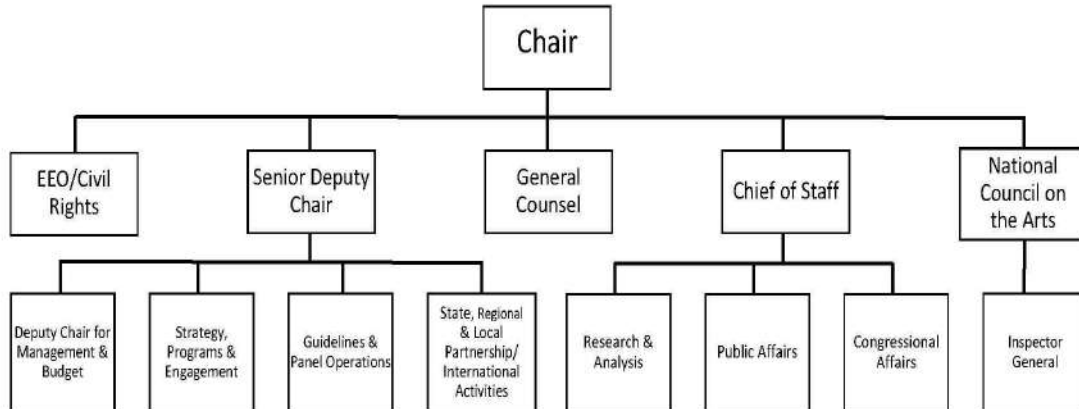 Chair
EEO/Civil
Rights
Senior Deputy
Chair
General
Counsel
Chief of Staff
National
Council on
the Arts
Deputy Chair for
Management &
Budget
Strategy,
Programs &
Engagement
Guidelines &
Panel Operations
State, Regional
& Local
Partnership/
International
Activities
Research &
Analysis
Public Affairs
Congressional
Affairs
Inspector
General